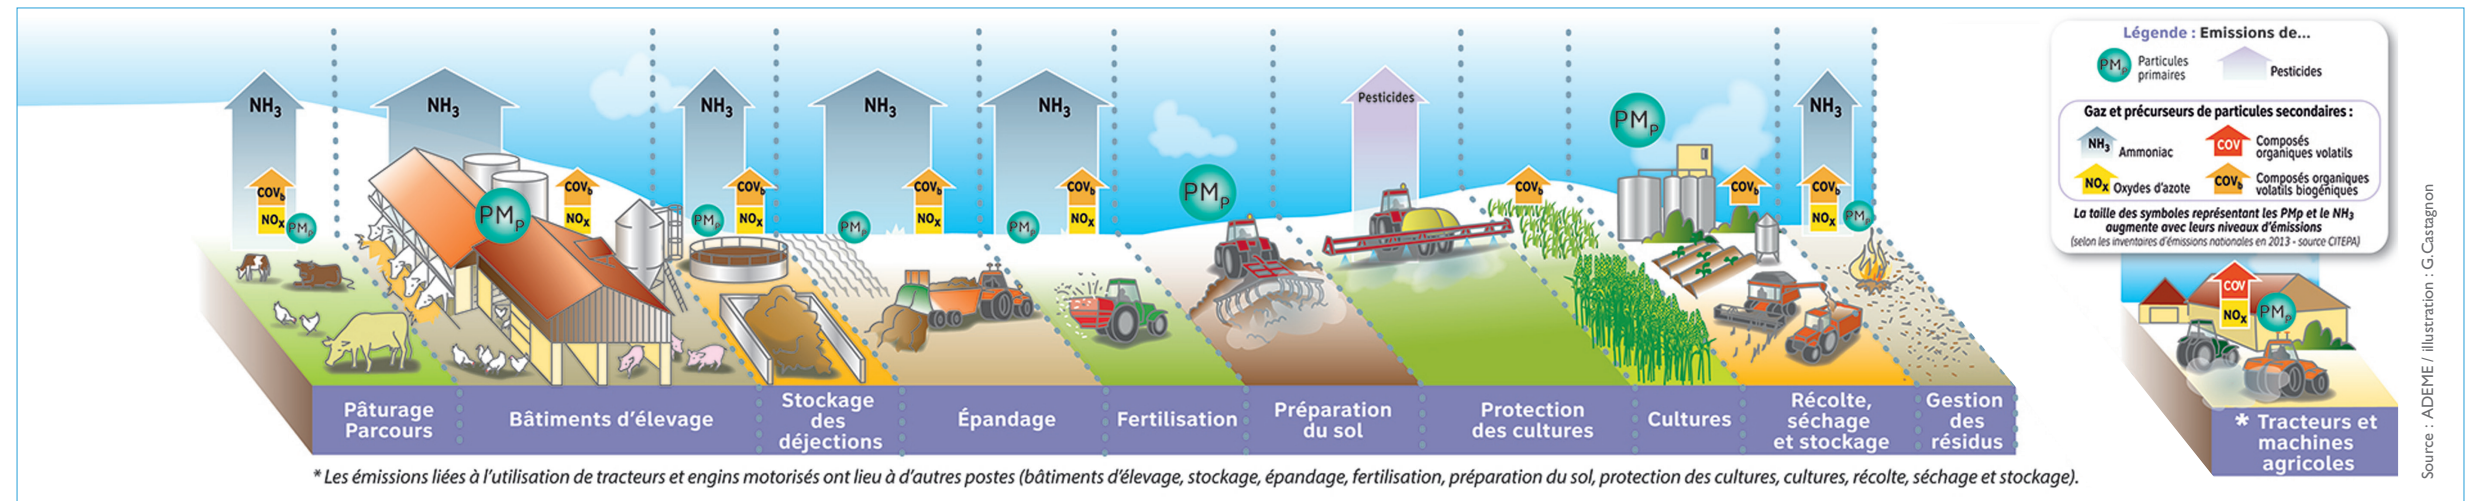 NH3
COVb
NOx
PMp
NH3
PMp
COVb
NOx
NH3
PMp
COVb
NOx
NH3
PMp
COVb
NOx
NH3
PMp
COVb
NOx
PMp
Pesticides
COVb
PMp
COVb
NH3
COVb
NOx
PMp
Légende : Emissions de...
PMp
Particules
primaires
Pesticides
Gaz et précurseurs de particules secondaires :
NH3
Ammoniac
COV
Composés
organiques volatils
NOx
Oxydes d'azote
COVb
Composés organiques
volatils biogéniques
La taille des symboles représentant les PMp et le NH3
augmente avec leurs niveaux d'émissions
(selon les inventaires d'émissions nationales en 2013 - source CITEPA)
COV
NOx
PMp
Pâturage
Parcours
Bâtiments d'élevage
Stockage
des
déjections
Épandage
Fertilisation
Préparation
du sol
Protection
des cultures
Cultures
Récolte,
séchage
et stockage
Gestion
des
résidus
* Tracteurs et
machines
agricoles
* Les émissions liées à l'utilisation de tracteurs et engins motorisés ont lieu à d'autres postes (bâtiments d'élevage, stockage, épandage, fertilisation, préparation du sol, protection des cultures, cultures, récolte, séchage et stockage).
Source : ADEME / illustration : G.Castagnon